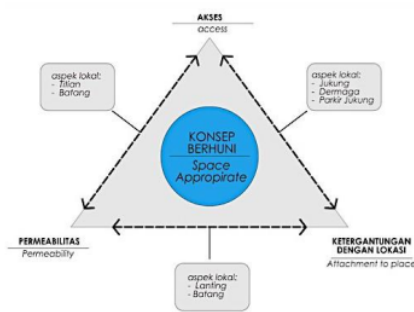 AKSES
access
aspek lokal:
- Titian
- Batang
aspek lokal:
- Jukung
- Dermaga
- Parkir Jukung
KONSEP
BERHUNI
Space
Appropirate
PERMEABILITAS
Permeability
KETERGANTUNGAN
DENGAN LOKASI
Attachment to place
aspek lokal:
- Lanting
- Batang